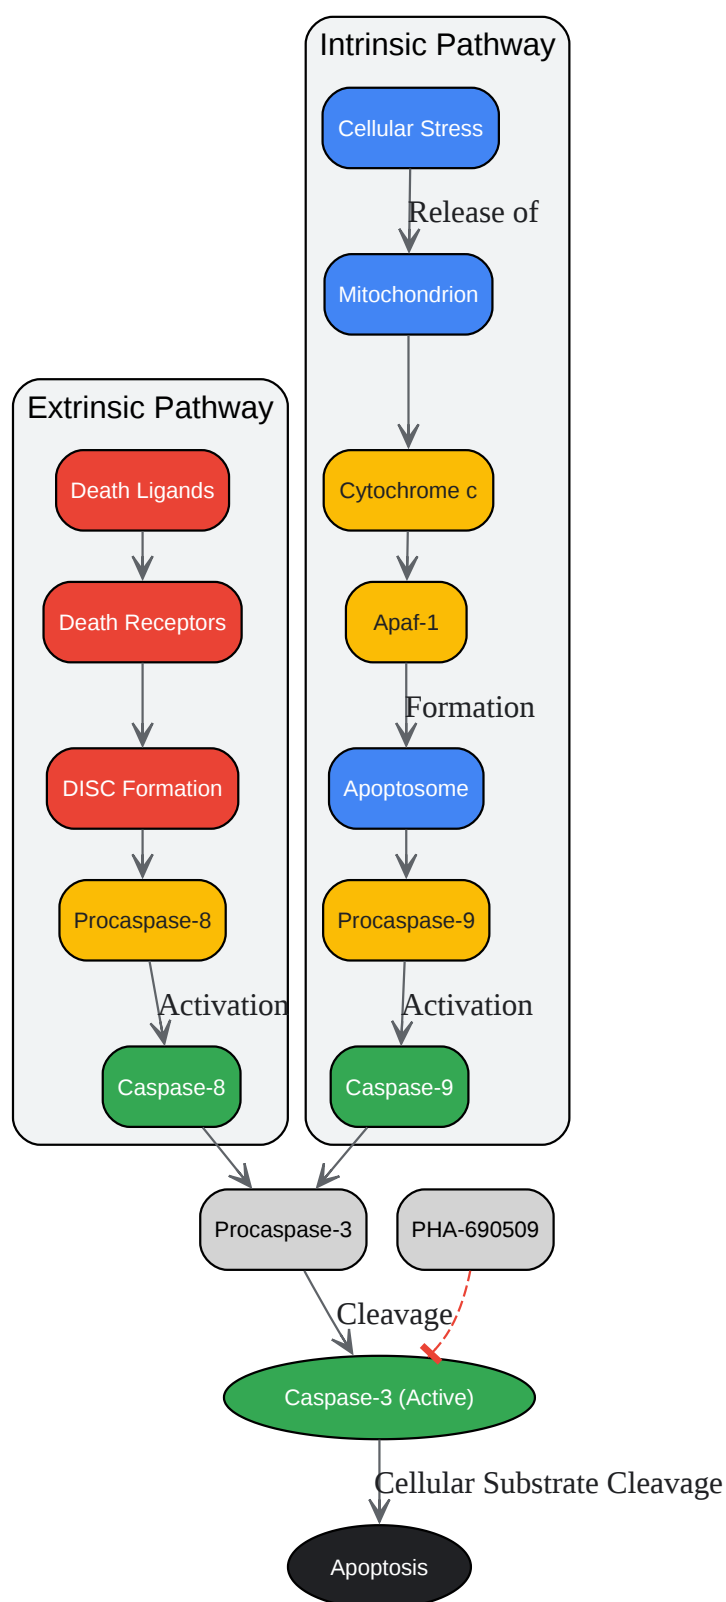 Intrinsic Pathway
Cellular Stress
Release of
Mitochondrion
Extrinsic Pathway
Death Ligands
Cytochrome c
Death Receptors
Apaf-1
Formation
DISC Formation
Apoptosome
Procaspase-8
Procaspase-9
Activation
Activation
Caspase-8
Caspase-9
Procaspase-3
PHA-690509
Cleavage
Caspase-3 (Active)
Cellular Substrate Cleavage
Apoptosis